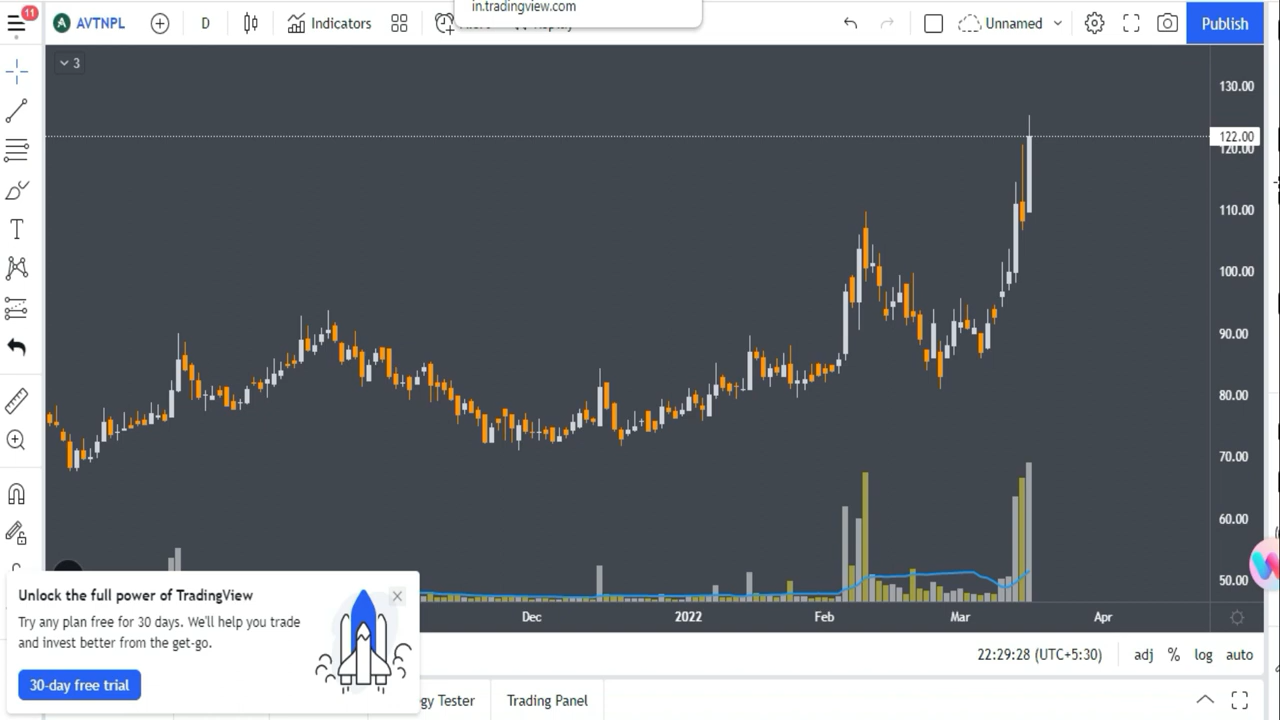 in.tradingview.com
11
AVTNPL
D
Indicators
Unnamed
Publish
3
130.00
122.00
120.00
110.00
100.00
90.00
80.00
70.00
60.00
50.00
Dec
2022
Feb
Mar
Apr
Unlock the full power of TradingView
Try any plan free for 30 days. We'll help you trade
and invest better from the get-go.
30-day free trial
22:29:28 (UTC+5:30)
adj
%
log
auto
gy Tester
Trading Panel